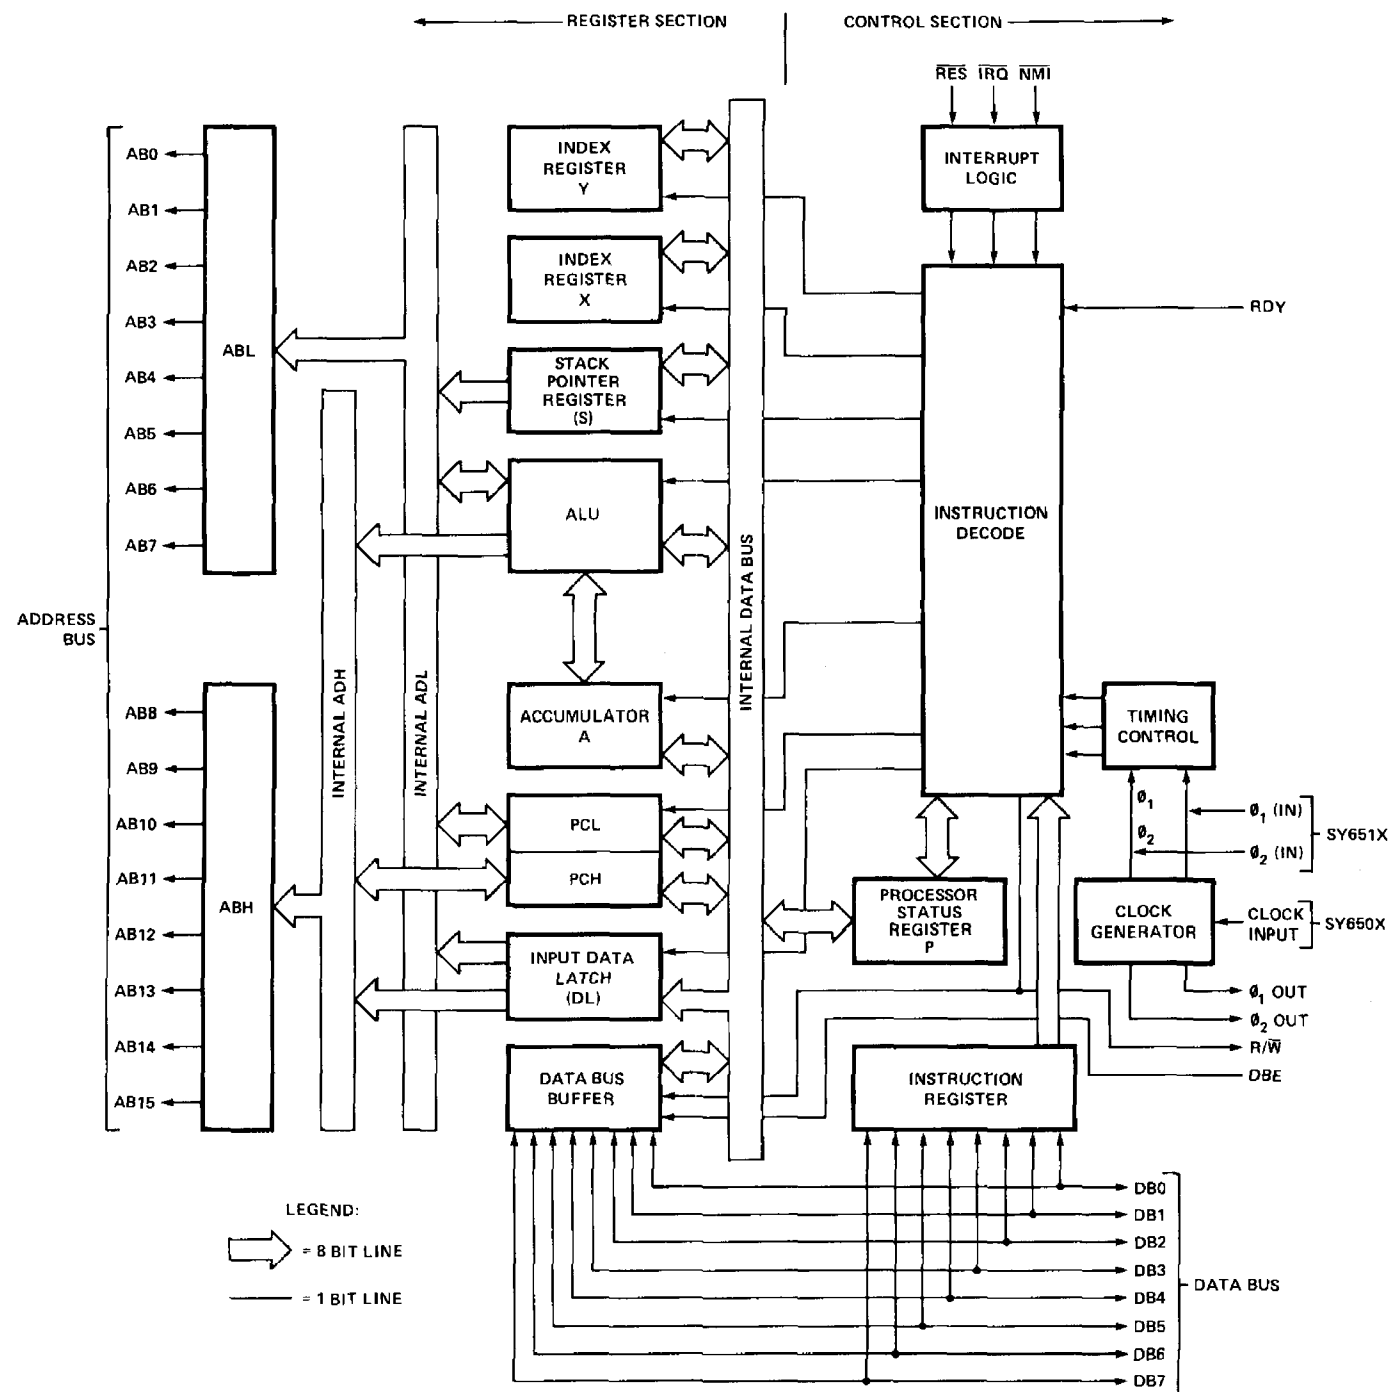 REGISTER SECTION
CONTROL SECTION
RES IRQ NMI
INTERRUPT
LOGIC
INDEX
REGISTER
Y
INDEX
REGISTER
X
STACK
POINTER
REGISTER
(S)
ALU
ACCUMULATOR
A
PCL
PCH
INPUT DATA
LATCH
(DL)
DATA BUS
BUFFER
AB0
AB1
AB2
AB3
AB4
AB5
AB6
AB7
ABL
ADDRESS
BUS
AB8
AB9
AB10
AB11
AB12
AB13
AB14
AB15
ABH
INTERNAL ADH
INTERNAL ADL
INTERNAL DATA BUS
INSTRUCTION
DECODE
RDY
TIMING
CONTROL
ø1
ø2
ø1 (IN)
ø2 (IN)
SY651X
PROCESSOR
STATUS
REGISTER
P
CLOCK
GENERATOR
CLOCK
INPUT
SY650X
ø1 OUT
ø2 OUT
R/W
DBE
INSTRUCTION
REGISTER
DB0
DB1
DB2
DB3
DB4
DB5
DB6
DB7
DATA BUS
LEGEND:
= 8 BIT LINE
= 1 BIT LINE